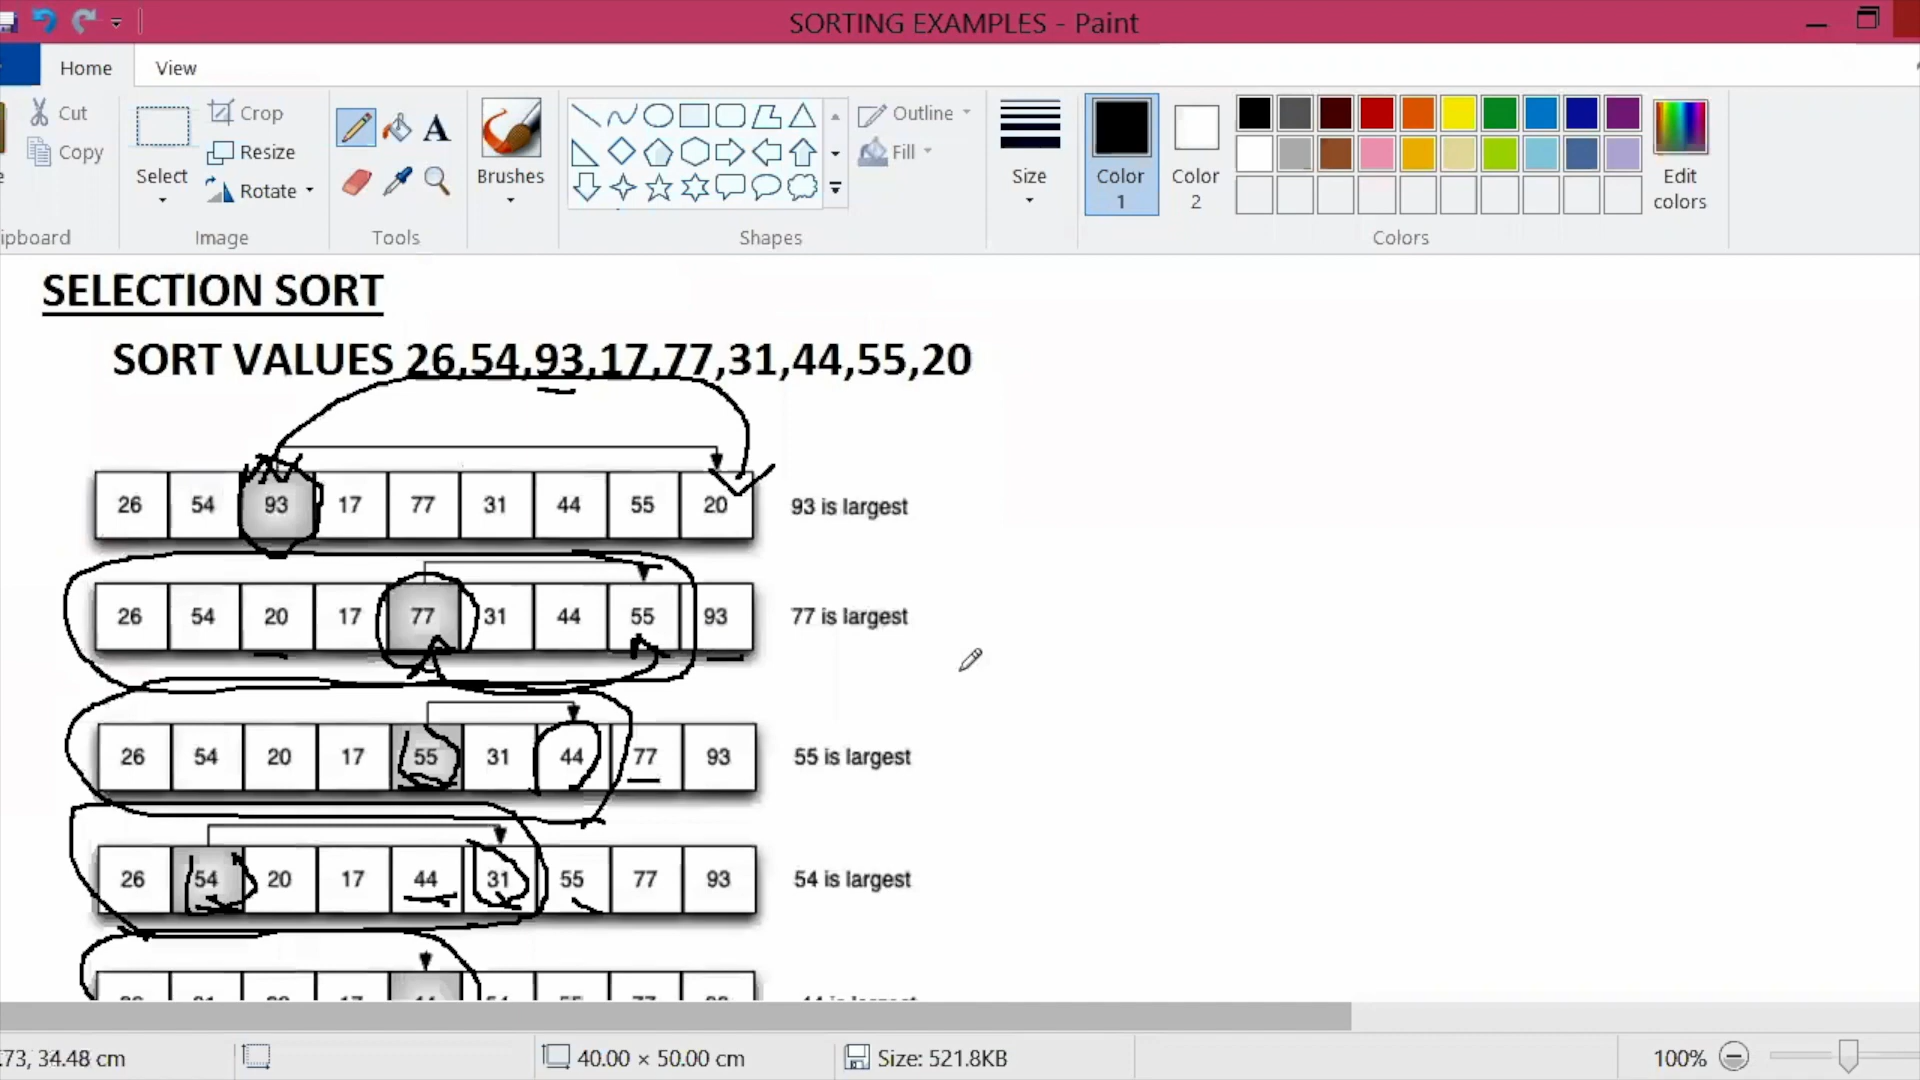 SORTING EXAMPLES - Paint
Home View
Cut
Copy
Select
Crop
Resize
Rotate
Image
A
Tools
Brushes
Outline
Fill
Shapes
Size
Color 1
Color 2
Edit colors
Colors
SELECTION SORT
SORT VALUES 26,54,93,17,77,31,44,55,20
26 54 93 17 77 31 44 55 20 93 is largest
26 54 20 17 77 31 44 55 93 77 is largest
26 54 20 17 55 31 44 77 93 55 is largest
26 54 20 17 44 31 55 77 93 54 is largest
73, 34.48 cm
40.00 × 50.00 cm
Size: 521.8KB
100%